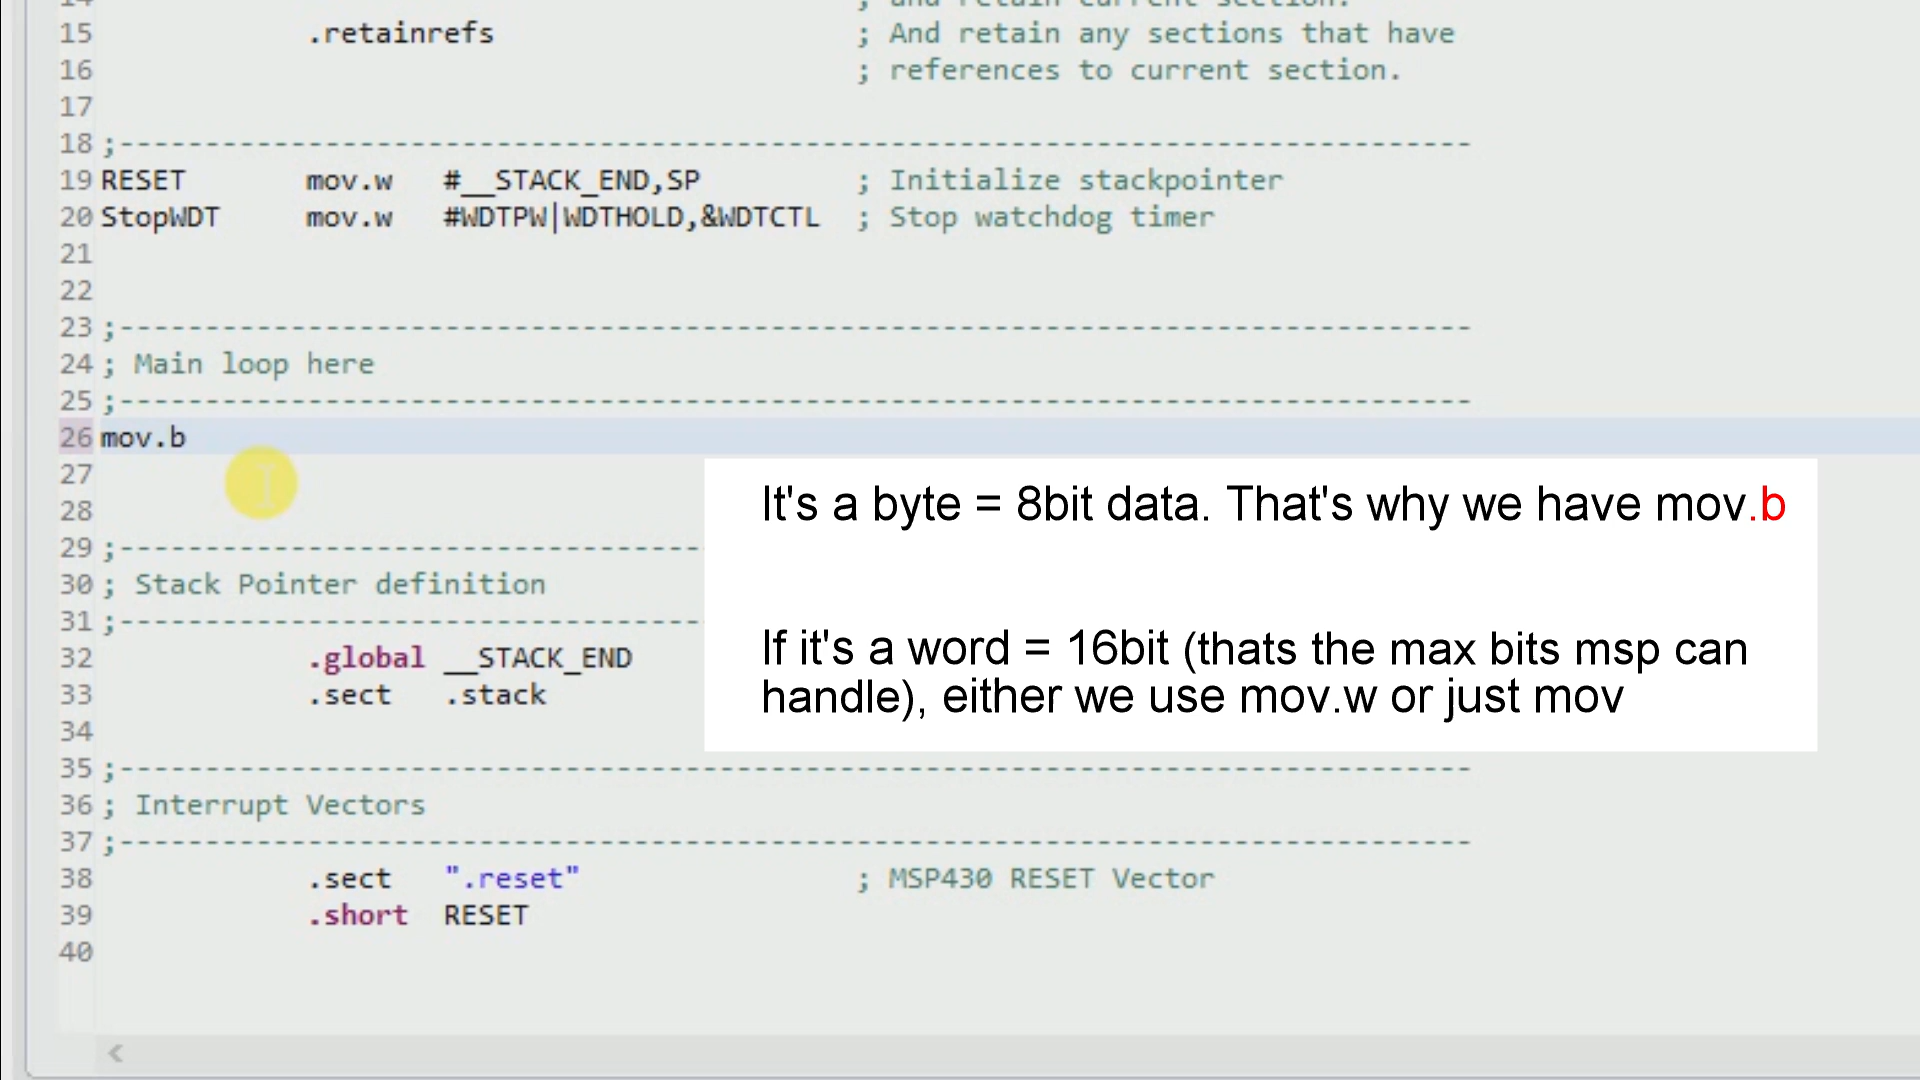 14 ; and retain current section.
15 .retainrefs ; And retain any sections that have
16 ; references to current section.
17
18 ;-------------------------------------------------------------------------------
19 RESET mov.w #__STACK_END,SP ; Initialize stackpointer
20 StopWDT mov.w #WDTPW|WDTHOLD,&WDTCTL ; Stop watchdog timer
21
22
23 ;-------------------------------------------------------------------------------
24 ; Main loop here
25 ;-------------------------------------------------------------------------------
26 mov.b
27
28
29 ;-----------------------------------
30 ; Stack Pointer definition
31 ;-----------------------------------
32 .global __STACK_END
33 .sect .stack
34
35 ;-------------------------------------------------------------------------------
36 ; Interrupt Vectors
37 ;-------------------------------------------------------------------------------
38 .sect ".reset" ; MSP430 RESET Vector
39 .short RESET
40
It's a byte = 8bit data. That's why we have mov.b
If it's a word = 16bit (thats the max bits msp can
handle), either we use mov.w or just mov